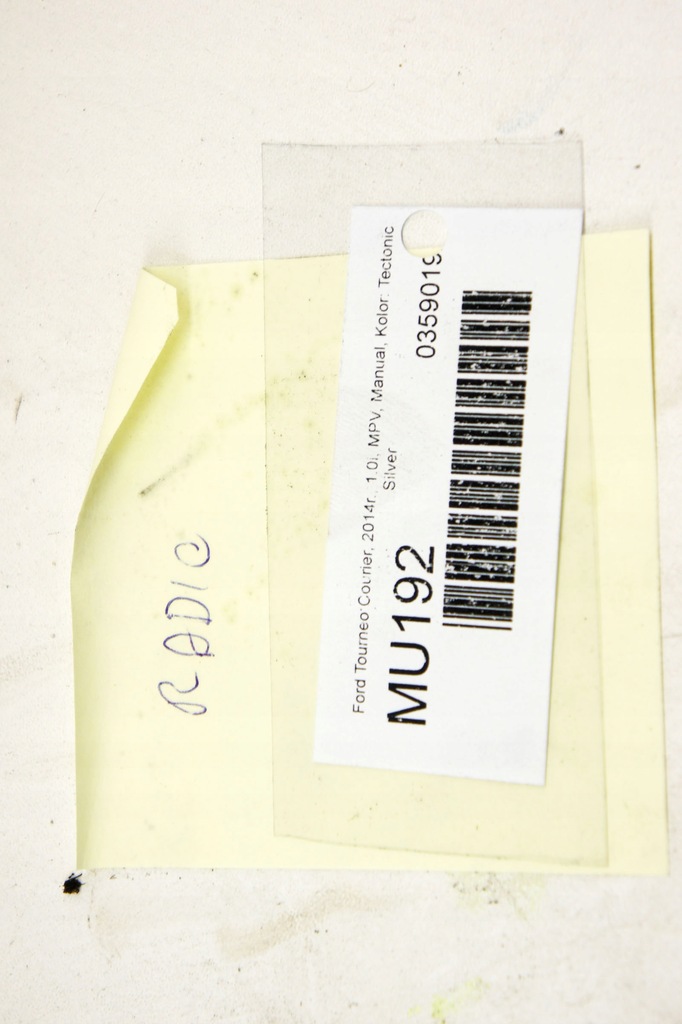 RADIO
Ford Tourneo Courier, 2014r., 1.0i, MPV, Manual, Kolor: Tectonic
Silver
MU192
0359019